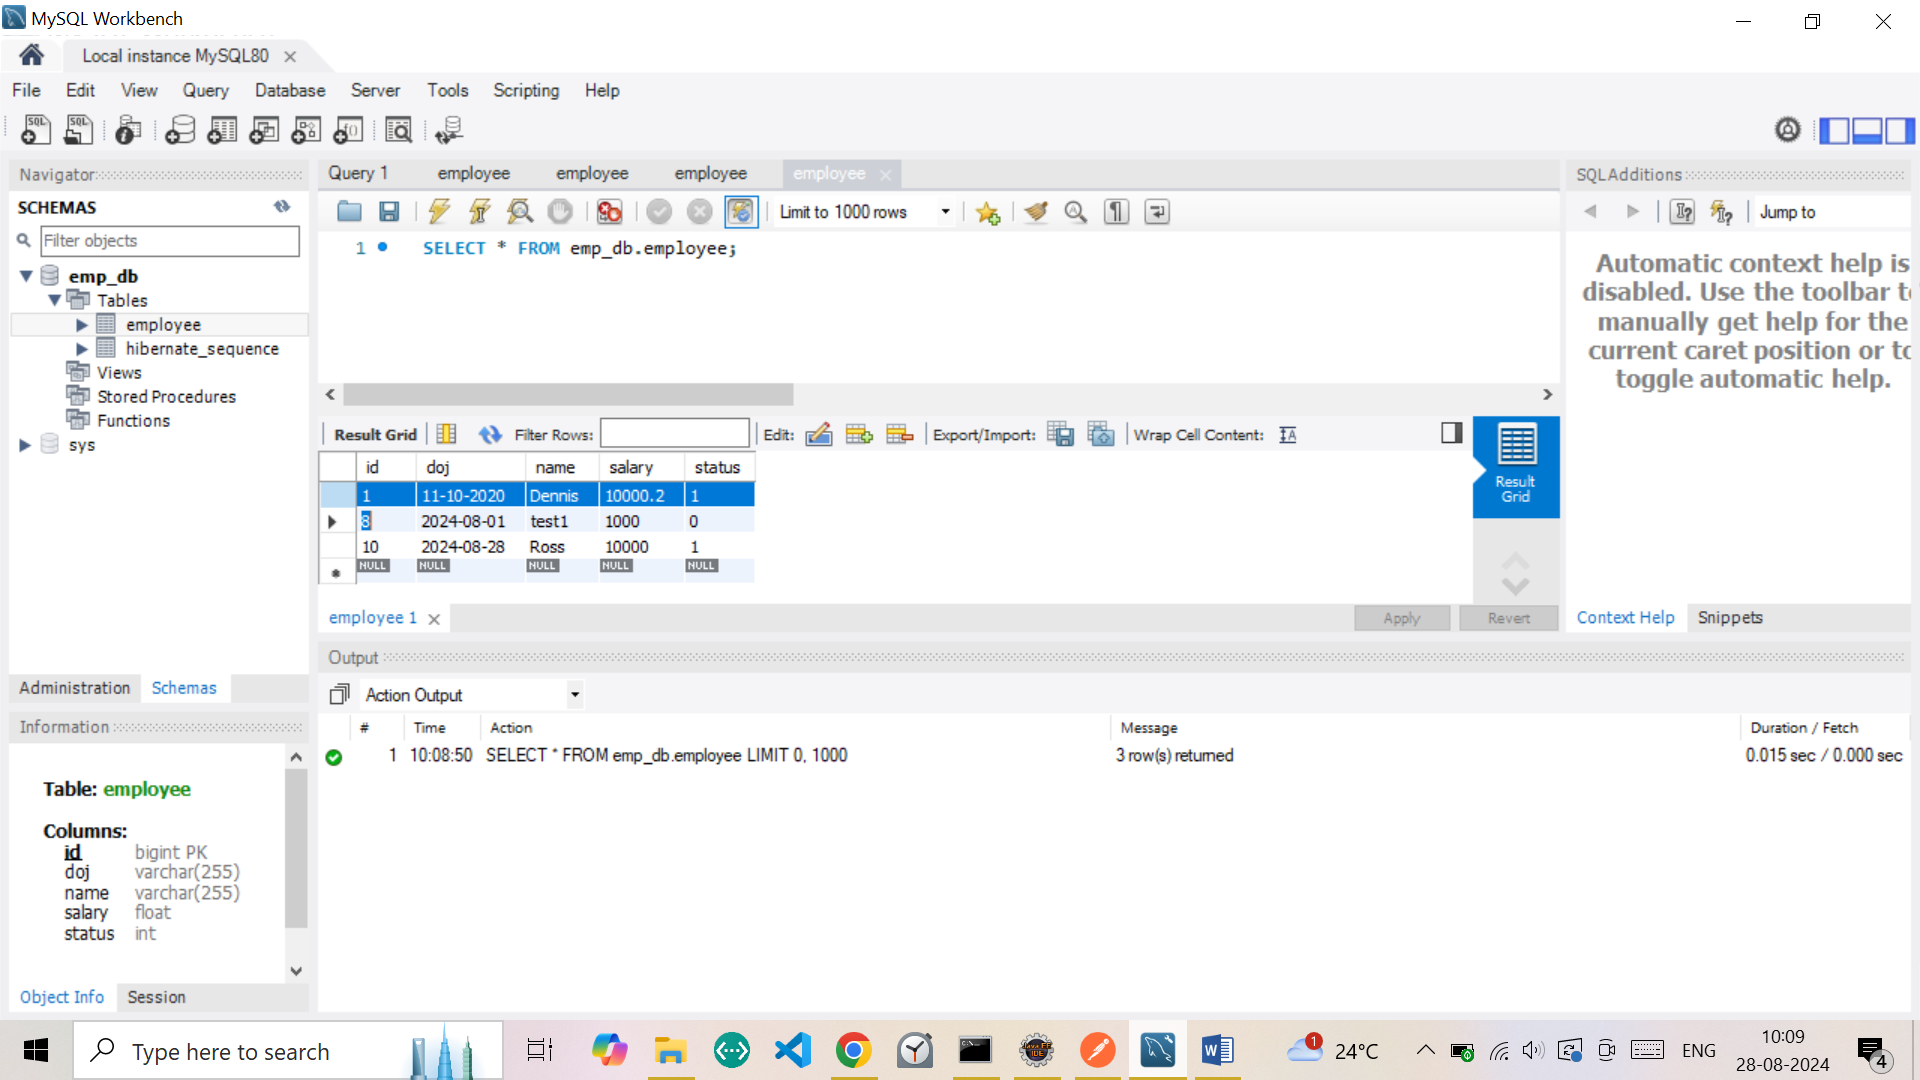 MySQL Workbench
Local instance MySQL80
File Edit View Query Database Server Tools Scripting Help
Navigator
SCHEMAS
Filter objects
emp_db
Tables
employee
hibernate_sequence
Views
Stored Procedures
Functions
sys
Administration Schemas
Information
Table: employee
Columns:
id bigint PK
doj varchar(255)
name varchar(255)
salary float
status int
Object Info Session
Query 1 employee employee employee employee
Limit to 1000 rows
1 SELECT * FROM emp_db.employee;
Result Grid Filter Rows: Edit: Export/Import: Wrap Cell Content:
id doj name salary status
1 11-10-2020 Dennis 10000.2 1
8 2024-08-01 test1 1000 0
10 2024-08-28 Ross 10000 1
NULL NULL NULL NULL NULL
Result
Grid
employee 1
Apply Revert
SQLAdditions
Jump to
Automatic context help is
disabled. Use the toolbar to
manually get help for the
current caret position or to
toggle automatic help.
Context Help Snippets
Output
Action Output
# Time Action Message Duration / Fetch
1 10:08:50 SELECT * FROM emp_db.employee LIMIT 0, 1000 3 row(s) returned 0.015 sec / 0.000 sec
Type here to search
1
24°C
ENG
10:09
28-08-2024
4